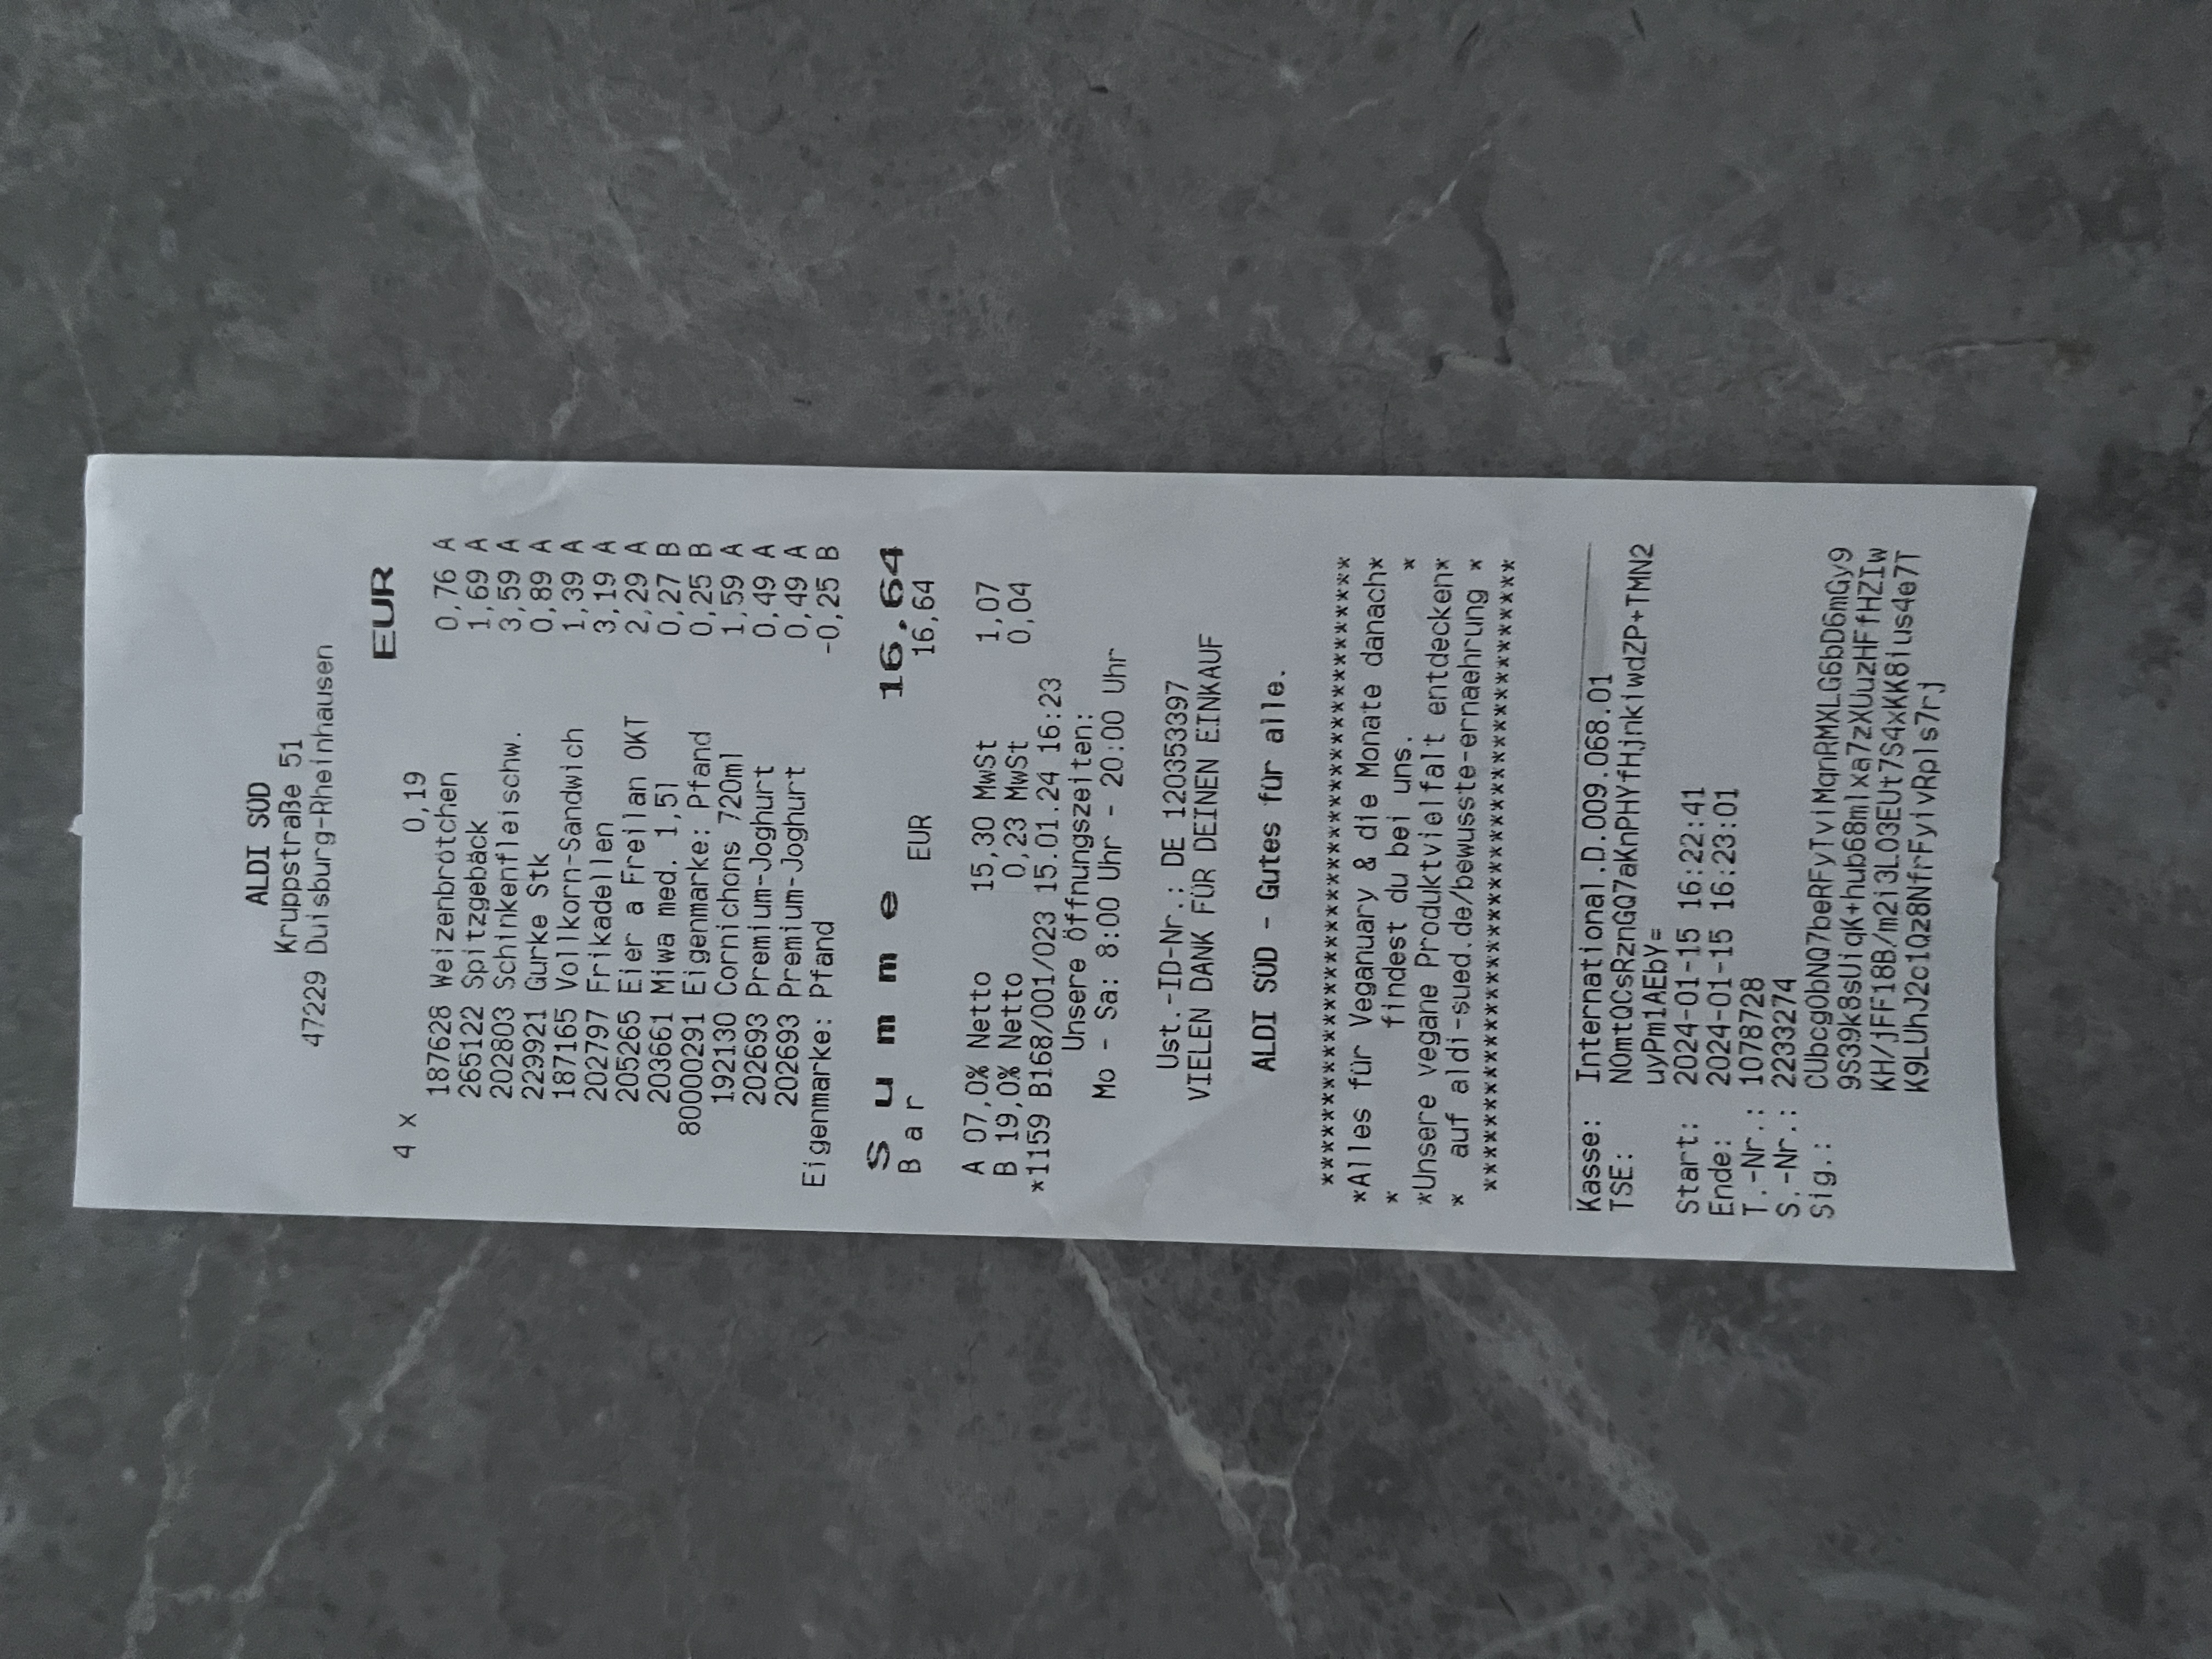 ALDI SÜD
Kruppstraße 51
47229 Duisburg-Rheinhausen
EUR
4 x 0,19
187628 Weizenbrötchen 0,76 A
265122 Spitzgebäck 1,69 A
202803 Schinkenfleischw. 3,59 A
229921 Gurke Stk 0,89 A
187165 Vollkorn-Sandwich 1,39 A
202797 Frikadellen 3,19 A
205265 Eier a Freilan OKT 2,29 A
203661 Miwa med. 1,5l 0,27 B
80000291 Eigenmarke: Pfand 0,25 B
192130 Cornichons 720ml 1,59 A
202693 Premium-Joghurt 0,49 A
202693 Premium-Joghurt 0,49 A
Eigenmarke: Pfand -0,25 B
Summe 16,64
Bar EUR 16,64
A 07,0% Netto 15,30 MwSt 1,07
B 19,0% Netto 0,23 MwSt 0,04
*1159 B168/001/023 15.01.24 16:23
Unsere Öffnungszeiten:
Mo - Sa: 8:00 Uhr - 20:00 Uhr
Ust.-ID-Nr.: DE 120353397
VIELEN DANK FÜR DEINEN EINKAUF
ALDI SÜD - Gutes für alle.
*****************************************
*Alles für Veganuary & die Monate danach*
* findest du bei uns. *
*Unsere vegane Produktvielfalt entdecken*
* auf aldi-sued.de/bewusste-ernaehrung *
*****************************************
Kasse: International.D.009.068.01
TSE: NOmtQCsRznGQ7aKnPHYfHjnkiwdZP+TMN2
uyPm1AEbY=
Start: 2024-01-15 16:22:41
Ende: 2024-01-15 16:23:01
T.-Nr.: 1078728
S.-Nr.: 2233274
Sig.: CUbcgObNQ7beRFyTviMqnRMXLG6bD6mGy9
9S39k8sUiqK+hub68mlxa7zXUuzHFfHZIw
KH/jFF18B/m2i3LO3EUt7S4xKK8ius4e7T
K9LUhJ2c1Qz8NfrFyivRpls7rj